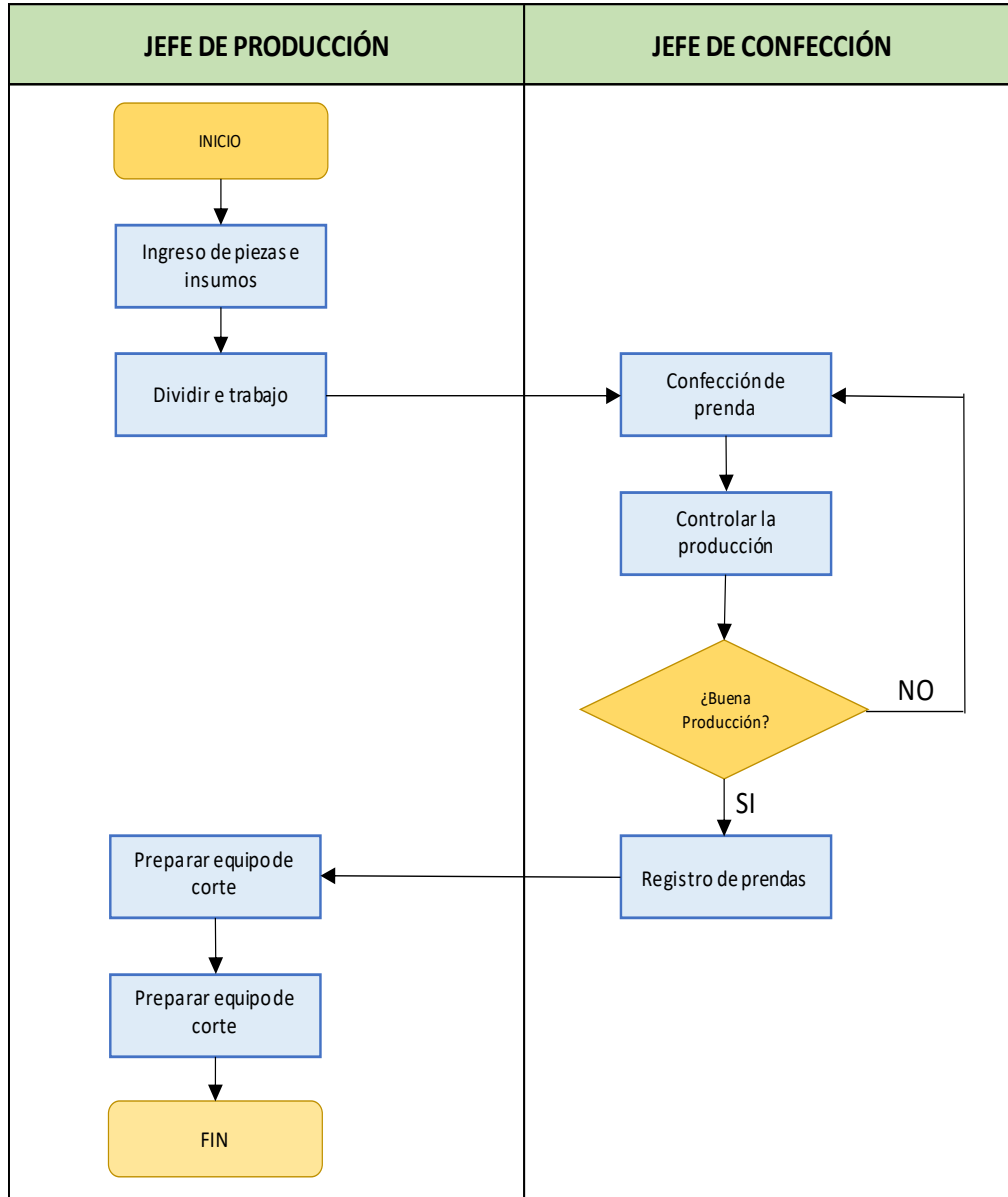 JEFE DE PRODUCCIÓN
JEFE DE CONFECCIÓN
INICIO
Ingreso de piezas e
insumos
Dividir e trabajo
Confección de
prenda
Controlar la
producción
¿Buena
Producción?
NO
SI
Registro de prendas
Preparar equipo de
corte
Preparar equipo de
corte
FIN